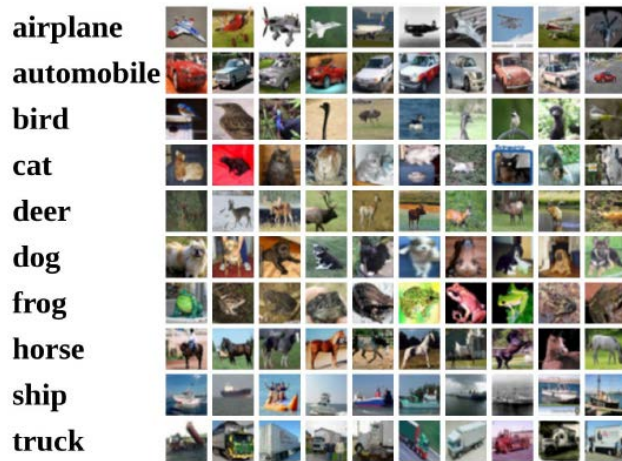 airplane
automobile
bird
cat
deer
dog
frog
horse
ship
truck